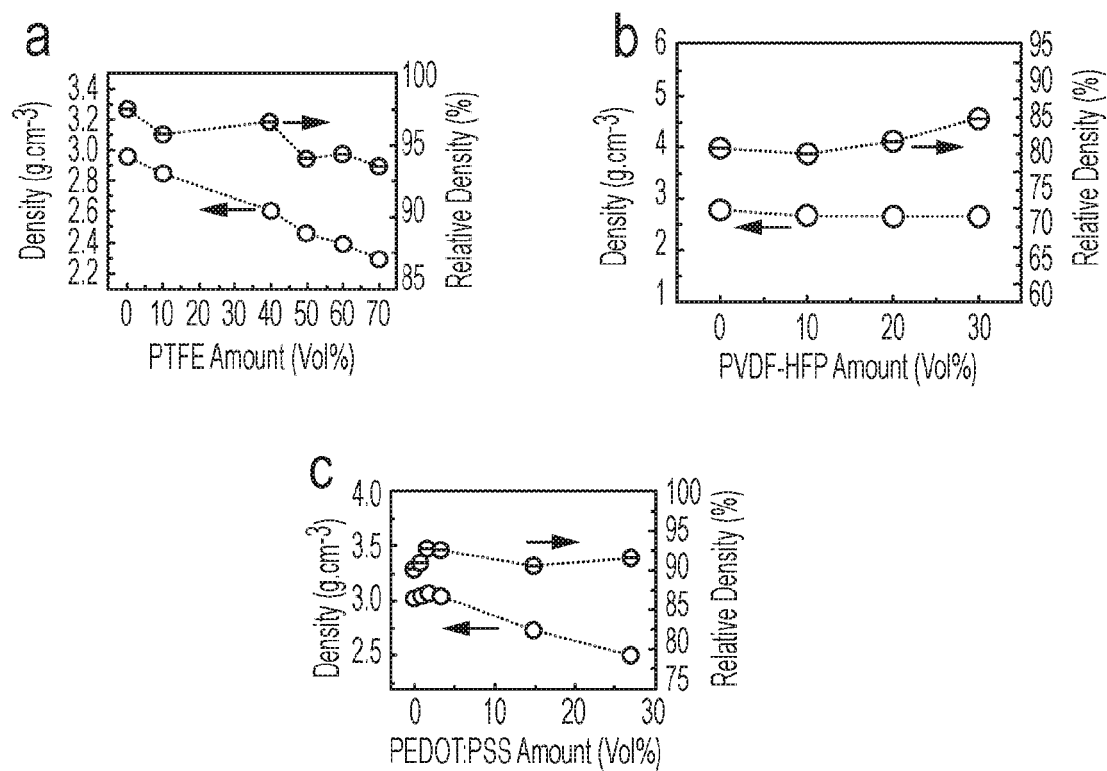 a
Density (g.cm-3)
3.4
3.2
3.0
2.8
2.6
2.4
2.2
100
95
90
85
Relative Density (%)
0 10 20 30 40 50 60 70
PTFE Amount (Vol%)
b
Density (g.cm-3)
6
5
4
3
2
1
95
90
85
80
75
70
65
60
Relative Density (%)
0 10 20 30
PVDF-HFP Amount (Vol%)
c
Density (g.cm-3)
4.0
3.5
3.0
2.5
100
95
90
85
80
75
Relative Density (%)
0 10 20 30
PEDOT:PSS Amount (Vol%)